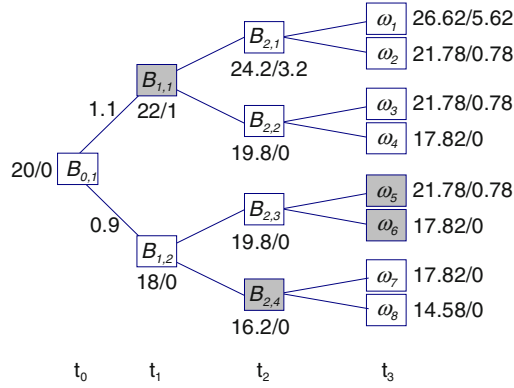 ω1 26.62/5.62
B2,1
ω2 21.78/0.78
24.2/3.2
B1,1
1.1
22/1
ω3 21.78/0.78
B2,2
ω4 17.82/0
19.8/0
20/0 B0,1
ω5 21.78/0.78
B2,3
ω6 17.82/0
0.9
19.8/0
B1,2
18/0
ω7 17.82/0
B2,4
ω8 14.58/0
16.2/0
t0 t1 t2 t3